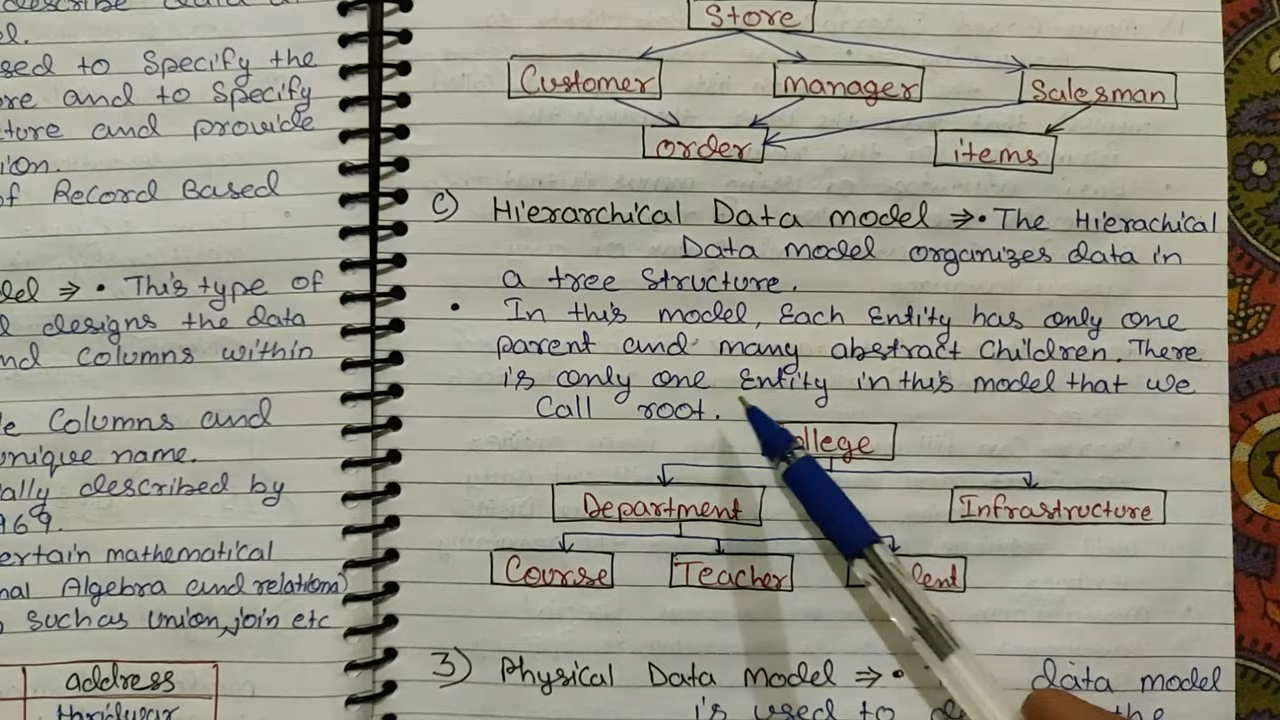 describe
sed to Specify the
re and to Specify
ture and provide
ion.
of Record Based
del ⇒ • This type of
l designs the data
nd Columns within
e Columns and
unique name.
ally described by
969.
ertain mathematical
nal Algebra and relational
such as union, join etc
address
Store
Customer manager Salesman
order items
c) Hierarchical Data model ⇒ • The Hierachical
Data model organizes data in
a tree Structure.
• In this model, Each Entity has only one
parent and many abstract Children. There
is only one Entity in this model that we
Call root.
llege
Department Infrastructure
Course Teacher lent
3) Physical Data Model ⇒ • data model
is used to the